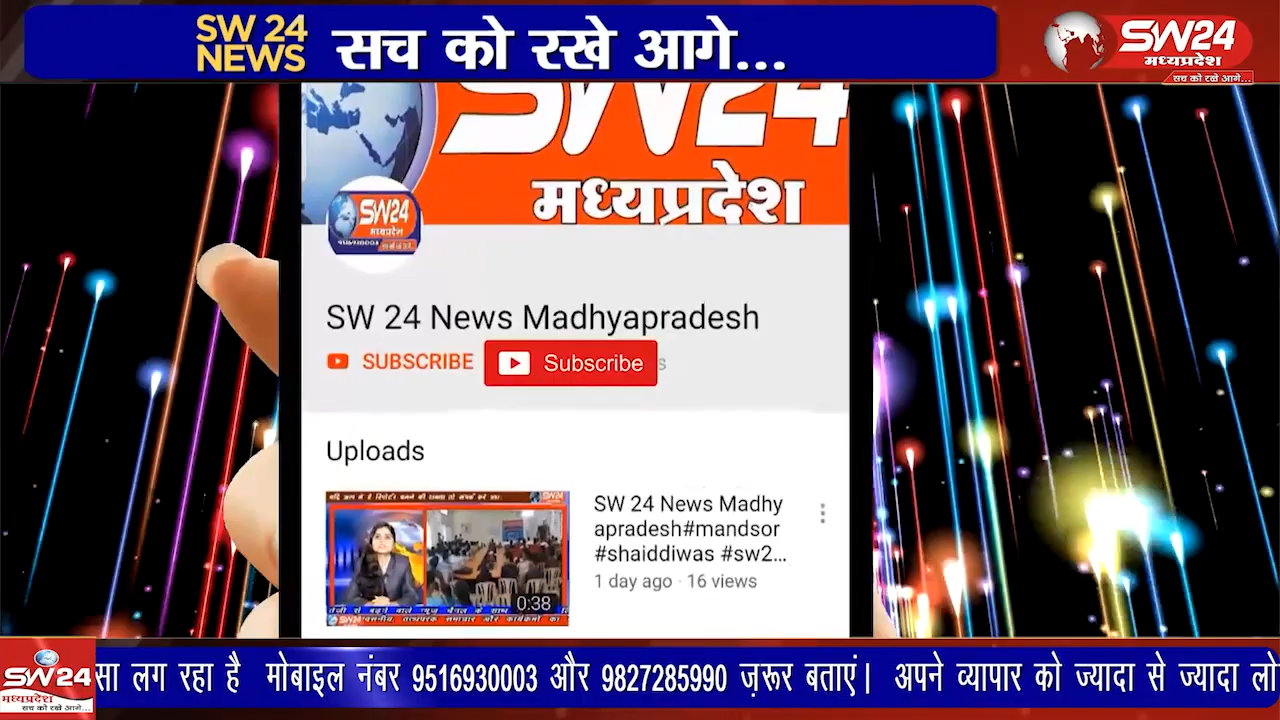 SW 24
NEWS
सच को रखे आगे...
SW24
मध्यप्रदेश
सच को रखे आगे...
SW24
मध्यप्रदेश
SW24
मध्यप्रदेश
SW 24 News Madhyapradesh
SUBSCRIBE
Subscribe
s
Uploads
SW 24 News Madhy
apradesh#mandsor
#shaiddiwas #sw2...
1 day ago · 16 views
0:38
SW24
मध्यप्रदेश
सच को रखे आगे...
सा लग रहा है मोबाइल नंबर 9516930003 और 9827285990 ज़रूर बताएं| अपने व्यापार को ज्यादा से ज्यादा लो